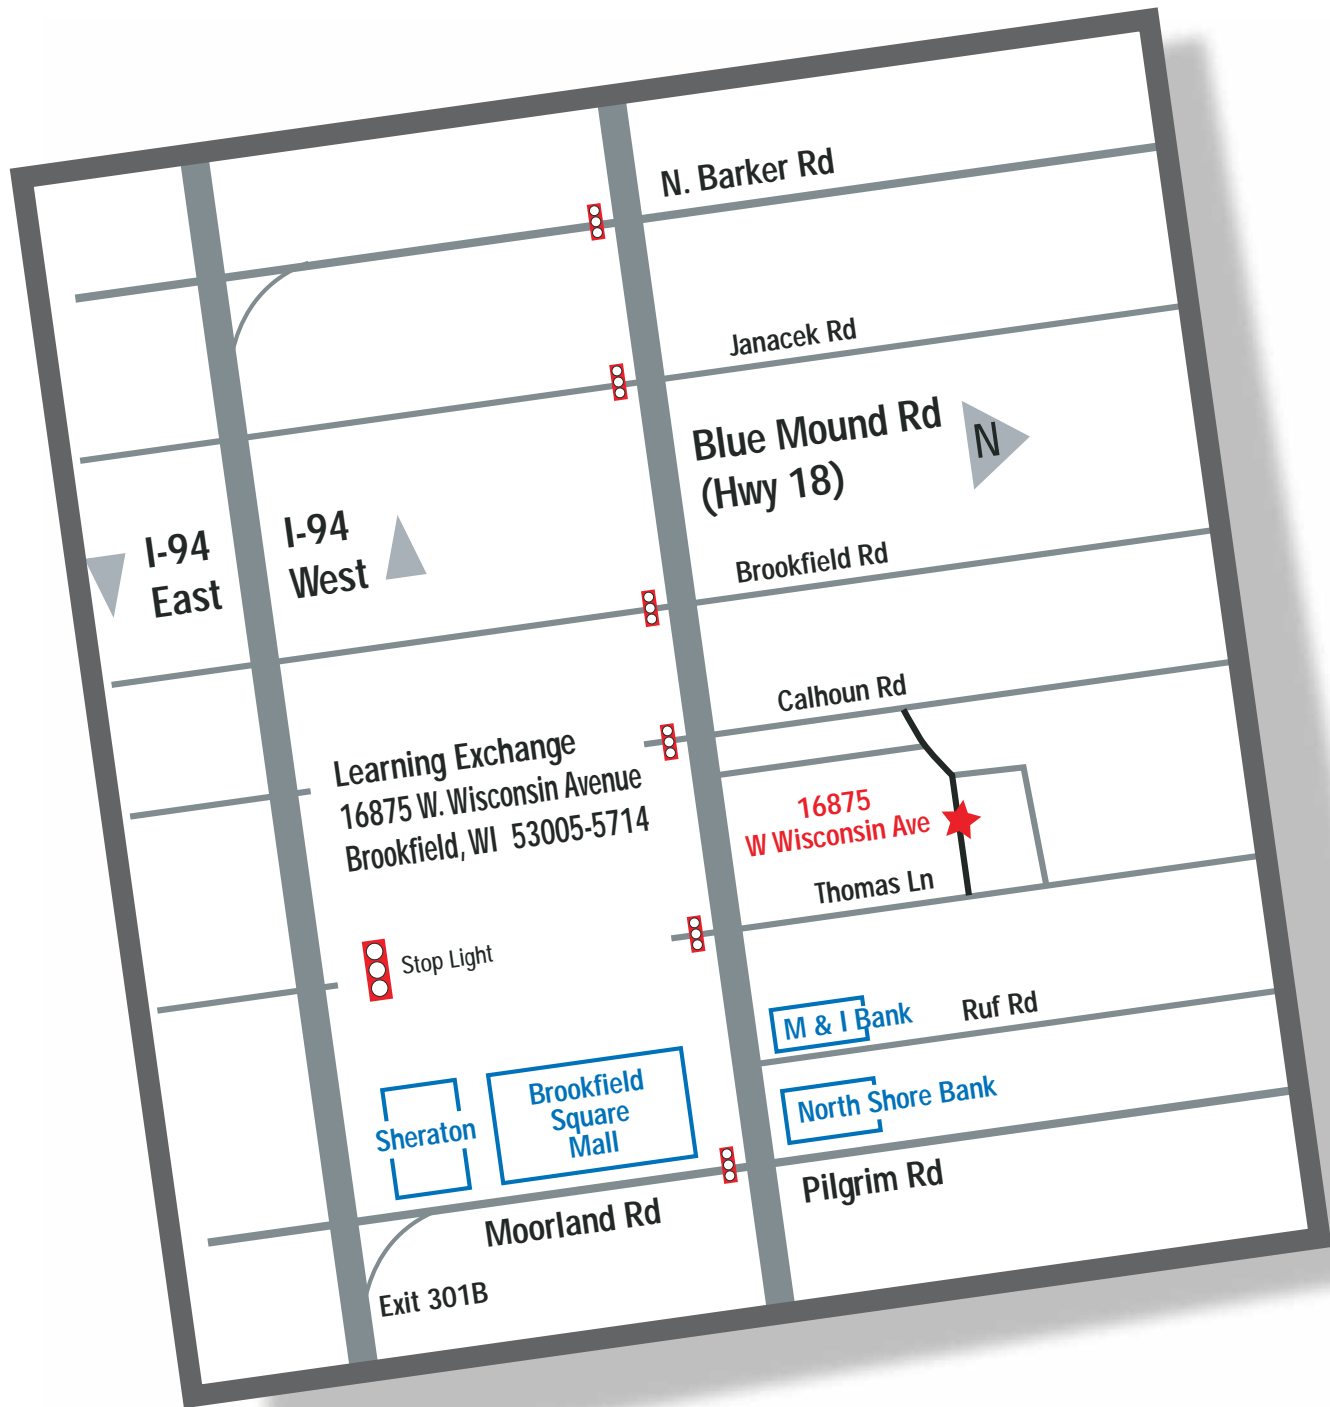 N. Barker Rd
Janacek Rd
Blue Mound Rd
(Hwy 18)
N
I-94
East
I-94
West
Brookfield Rd
Calhoun Rd
Learning Exchange
16875 W. Wisconsin Avenue
Brookfield, WI 53005-5714
16875
W Wisconsin Ave
Thomas Ln
Stop Light
M & I Bank
Ruf Rd
Brookfield
Square
Mall
Sheraton
North Shore Bank
Pilgrim Rd
Moorland Rd
Exit 301B